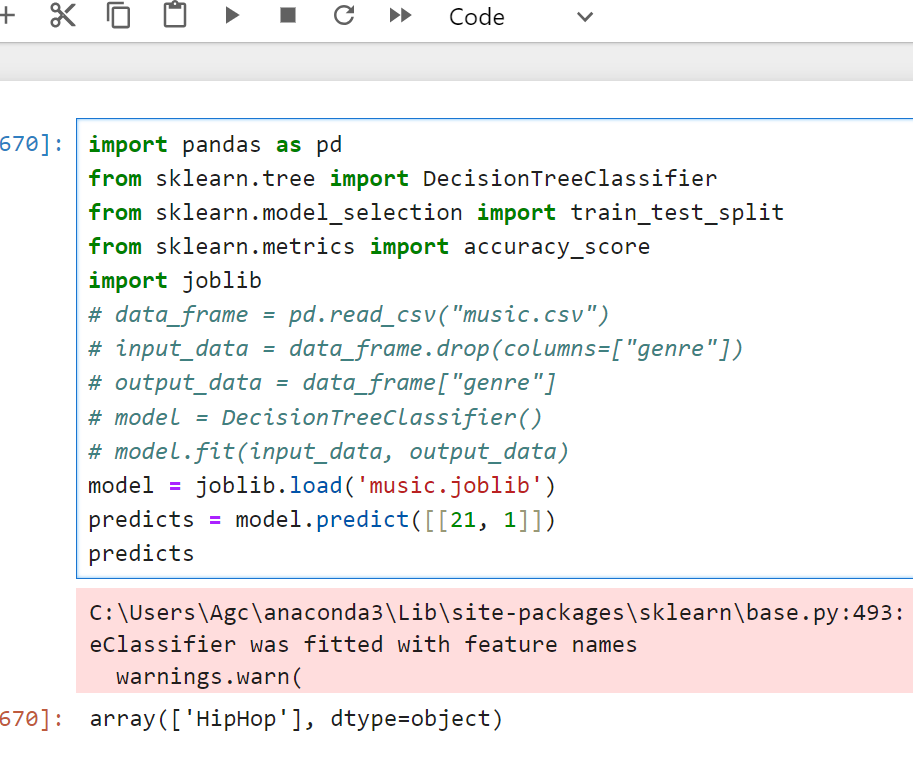 Code
670]:
import pandas as pd
from sklearn.tree import DecisionTreeClassifier
from sklearn.model_selection import train_test_split
from sklearn.metrics import accuracy_score
import joblib
# data_frame = pd.read_csv("music.csv")
# input_data = data_frame.drop(columns=["genre"])
# output_data = data_frame["genre"]
# model = DecisionTreeClassifier()
# model.fit(input_data, output_data)
model = joblib.load('music.joblib')
predicts = model.predict([[21, 1]])
predicts
C:\Users\Agc\anaconda3\Lib\site-packages\sklearn\base.py:493:
eClassifier was fitted with feature names
  warnings.warn(
670]: array(['HipHop'], dtype=object)